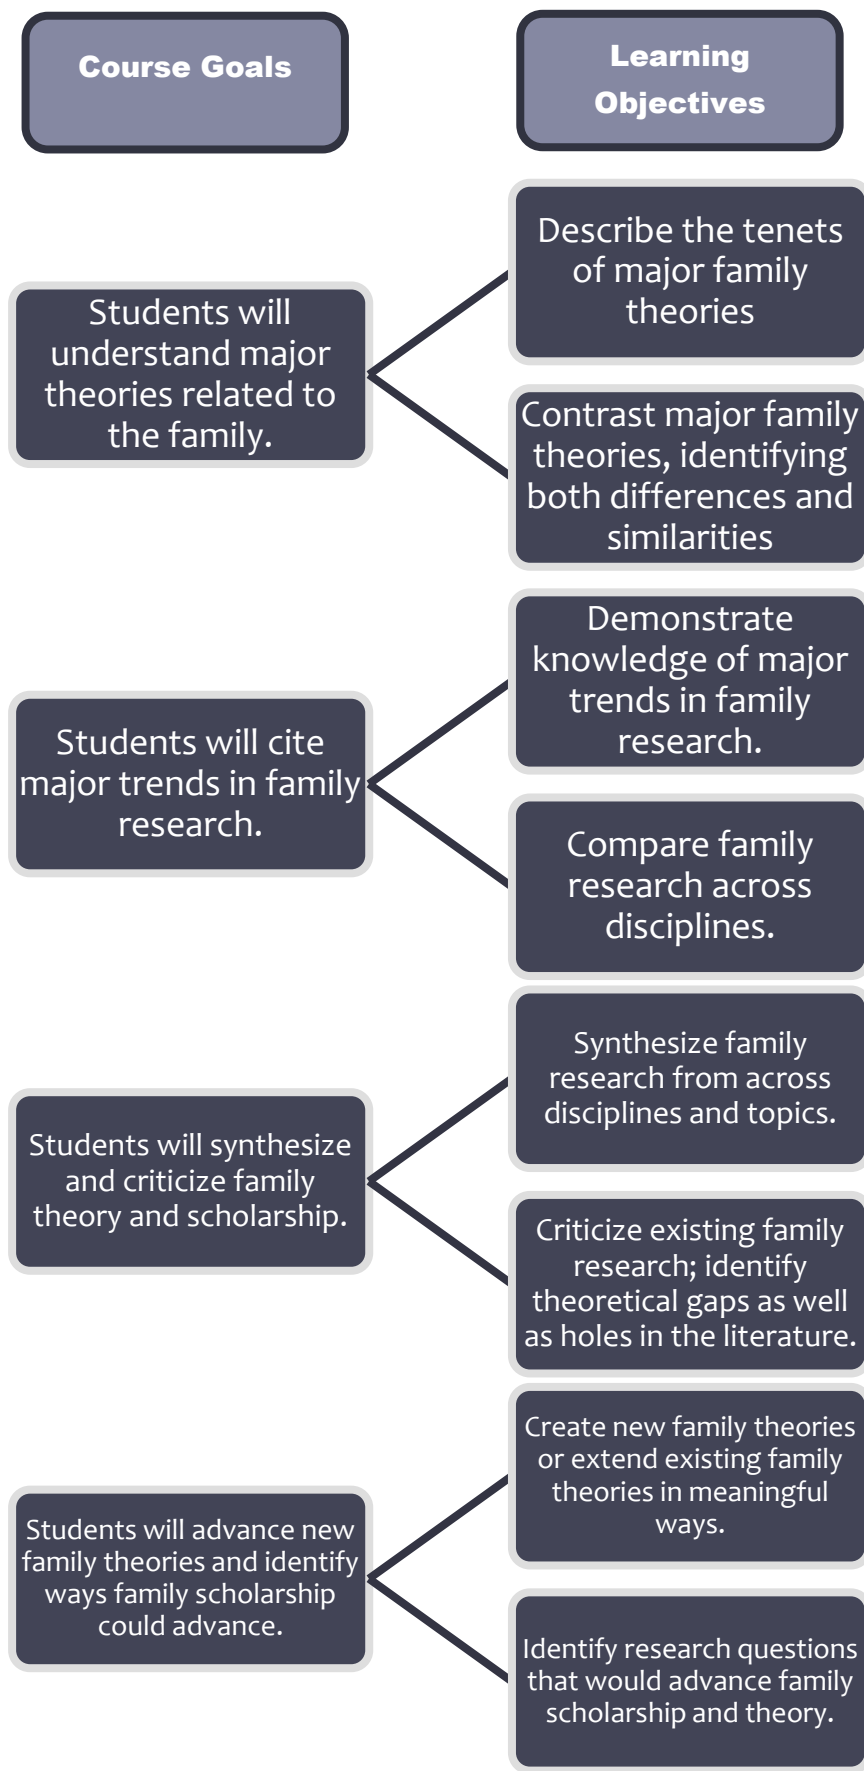 Course Goals
Learning
Objectives
Students will
understand major
theories related to
the family.
Describe the tenets
of major family
theories
Contrast major family
theories, identifying
both differences and
similarities
Students will cite
major trends in family
research.
Demonstrate
knowledge of major
trends in family
research.
Compare family
research across
disciplines.
Students will synthesize
and criticize family
theory and scholarship.
Synthesize family
research from across
disciplines and topics.
Criticize existing family
research; identify
theoretical gaps as well
as holes in the literature.
Students will advance new
family theories and identify
ways family scholarship
could advance.
Create new family theories
or extend existing family
theories in meaningful
ways.
Identify research questions
that would advance family
scholarship and theory.